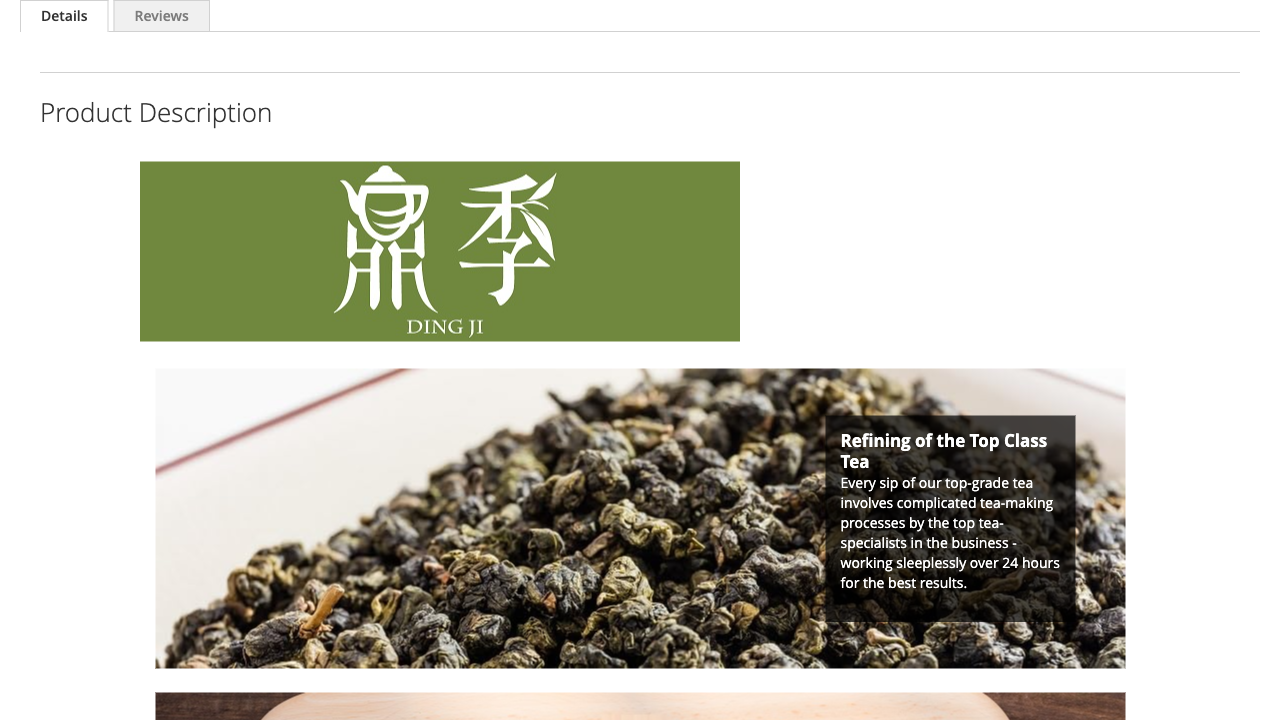 Details
Reviews
Product Description
鼎季
DING JI
Refining of the Top Class
Tea
Every sip of our top-grade tea
involves complicated tea-making
processes by the top tea-
specialists in the business -
working sleeplessly over 24 hours
for the best results.